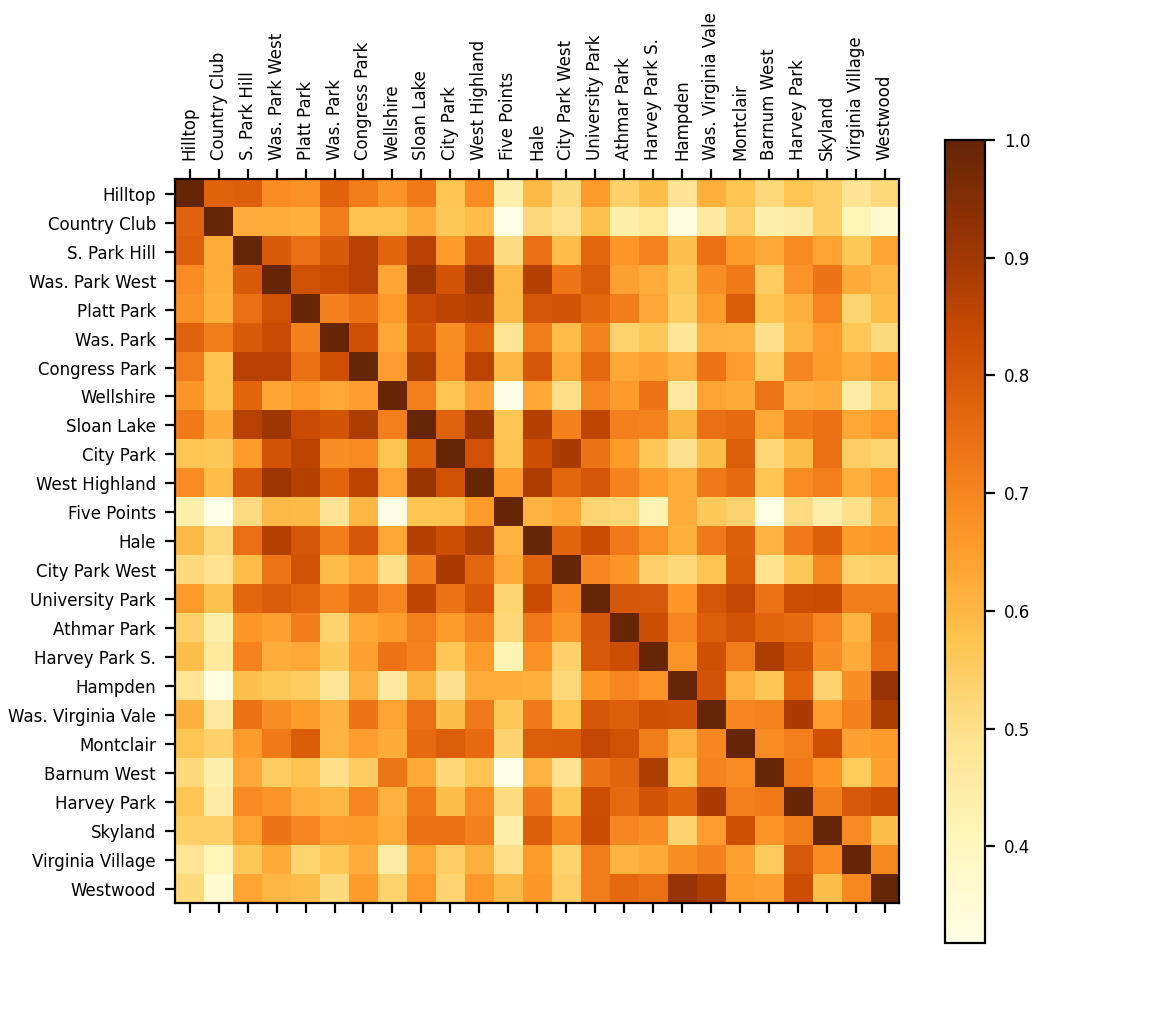 Hilltop
Country Club
S. Park Hill
Was. Park West
Platt Park
Was. Park
Congress Park
Wellshire
Sloan Lake
City Park
West Highland
Five Points
Hale
City Park West
University Park
Athmar Park
Harvey Park S.
Hampden
Was. Virginia Vale
Montclair
Barnum West
Harvey Park
Skyland
Virginia Village
Westwood
Hilltop
Country Club
S. Park Hill
Was. Park West
Platt Park
Was. Park
Congress Park
Wellshire
Sloan Lake
City Park
West Highland
Five Points
Hale
City Park West
University Park
Athmar Park
Harvey Park S.
Hampden
Was. Virginia Vale
Montclair
Barnum West
Harvey Park
Skyland
Virginia Village
Westwood
1.0
0.9
0.8
0.7
0.6
0.5
0.4